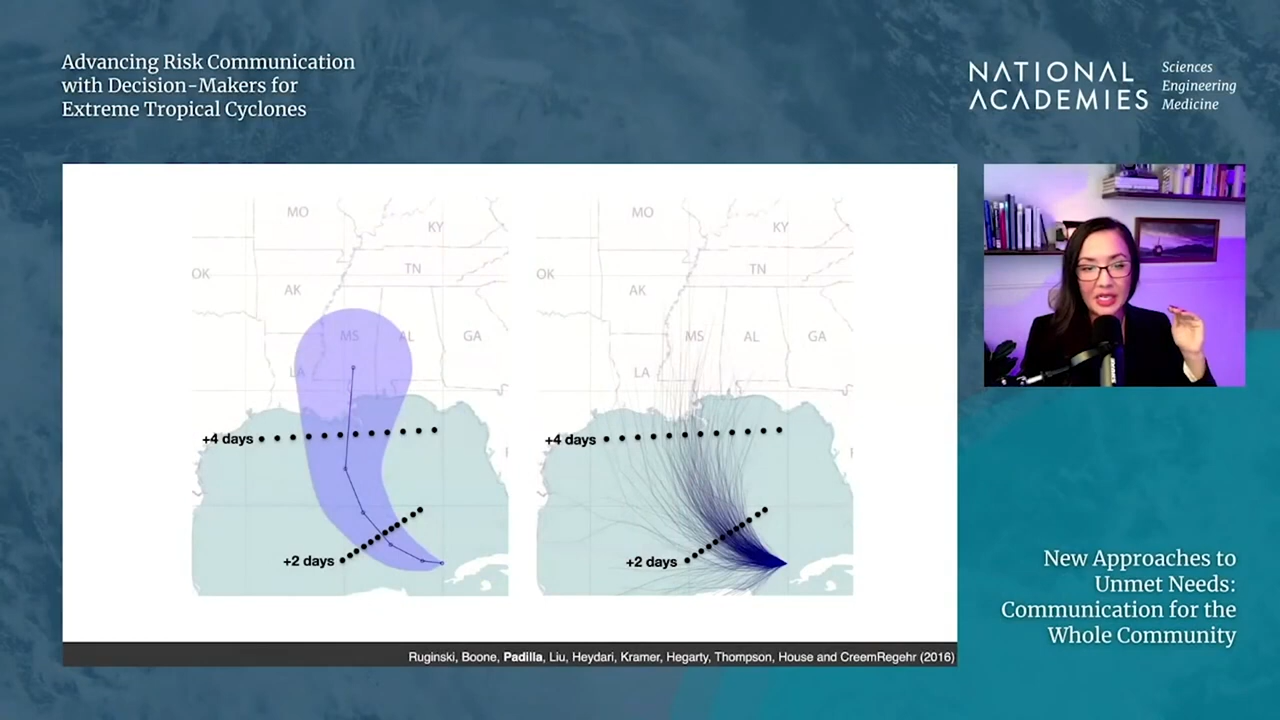 Advancing Risk Communication
with Decision-Makers for
Extreme Tropical Cyclones
NATIONAL
ACADEMIES
Sciences
Engineering
Medicine
MO
KY
OK
TN
AK
MS
AL
GA
LA
+4 days
+2 days
MO
KY
OK
TN
AK
MS
AL
GA
LA
+4 days
+2 days
Ruginski, Boone, Padilla, Liu, Heydari, Kramer, Hegarty, Thompson, House and CreemRegehr (2016)
New Approaches to
Unmet Needs:
Communication for the
Whole Community